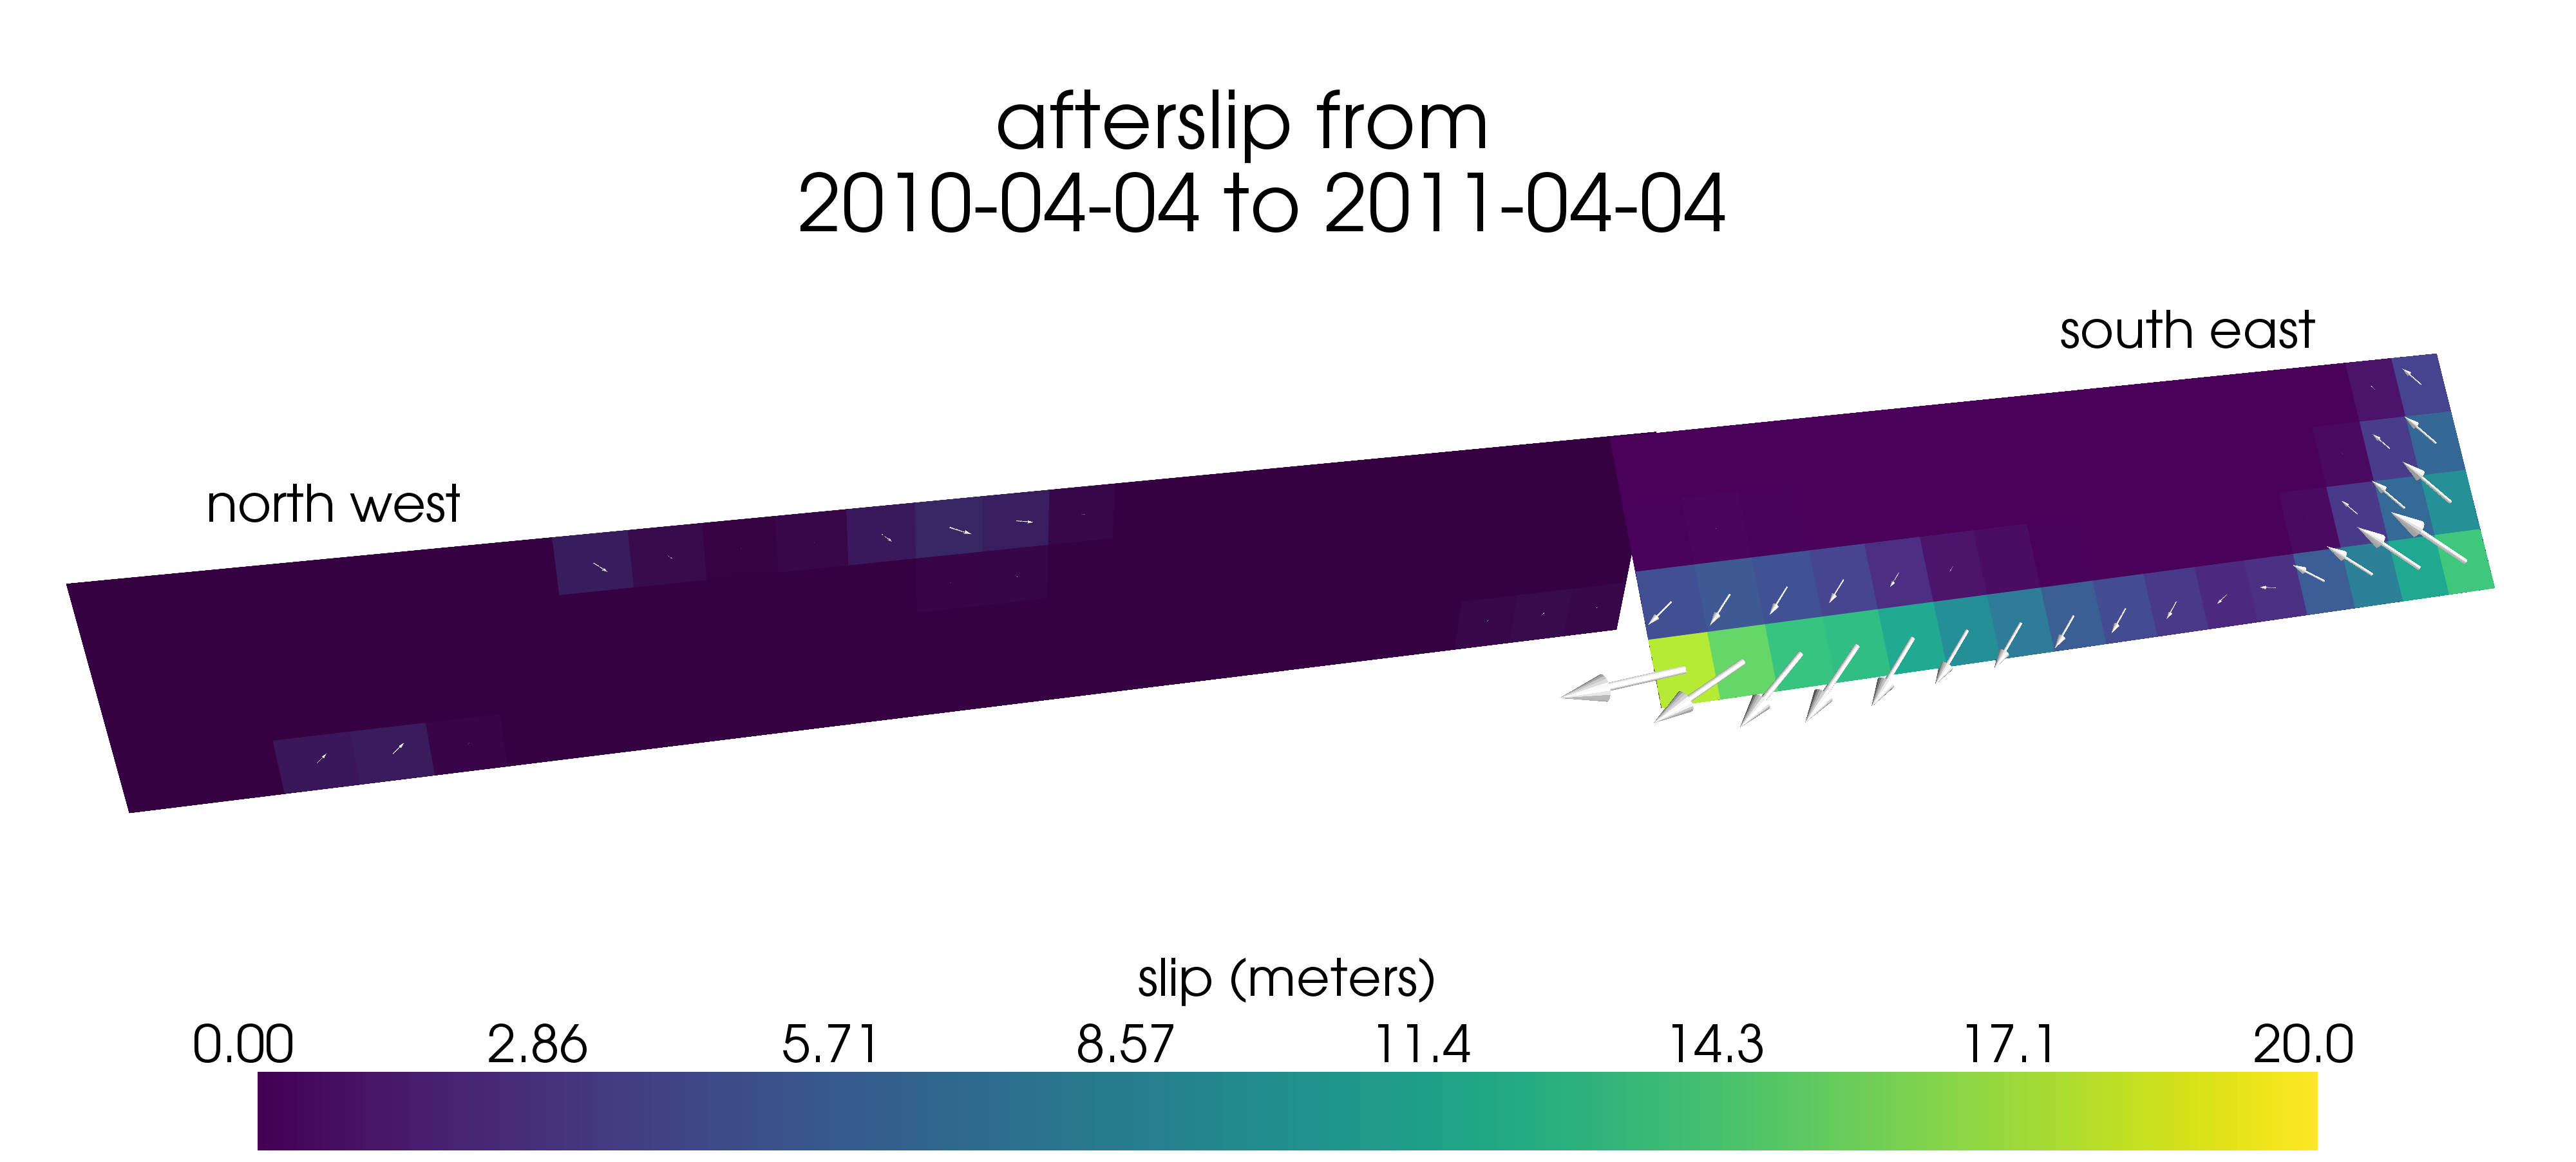 afterslip from
2010-04-04 to 2011-04-04
south east
north west
slip (meters)
0.00 2.86 5.71 8.57 11.4 14.3 17.1 20.0